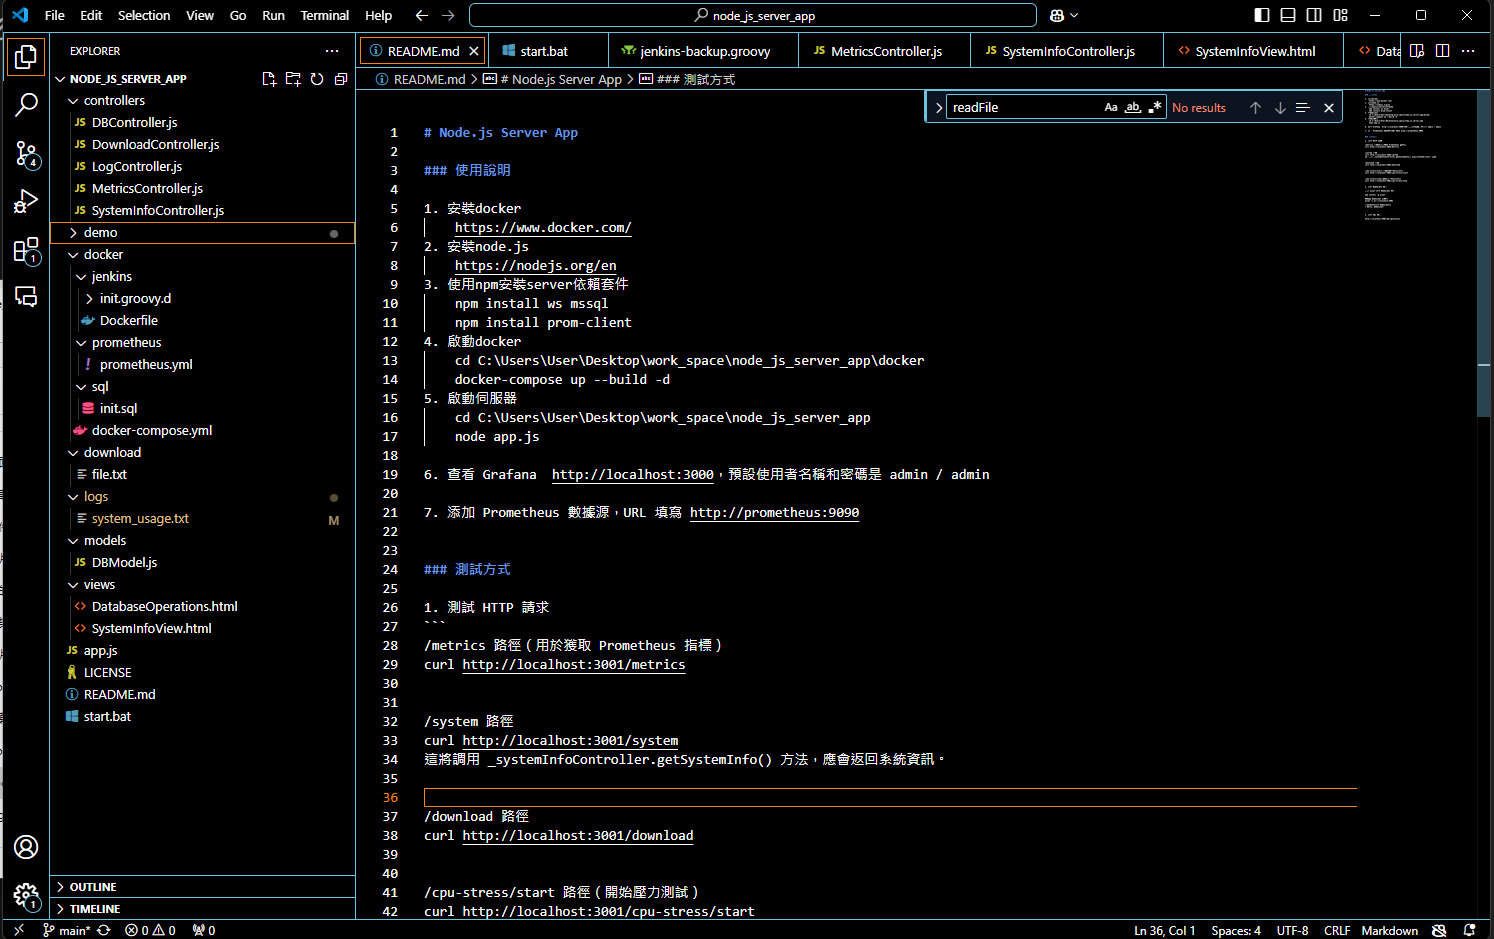 File Edit Selection View Go Run Terminal Help node_js_server_app
EXPLORER
README.md start.bat jenkins-backup.groovy MetricsController.js SystemInfoController.js SystemInfoView.html Data
NODE_JS_SERVER_APP
README.md > # Node.js Server App > ### 測試方式
readFile Aa ab .* No results
controllers
DBController.js
DownloadController.js
LogController.js
MetricsController.js
SystemInfoController.js
demo
docker
jenkins
init.groovy.d
Dockerfile
prometheus
prometheus.yml
sql
init.sql
docker-compose.yml
download
file.txt
logs
system_usage.txt M
models
DBModel.js
views
DatabaseOperations.html
SystemInfoView.html
app.js
LICENSE
README.md
start.bat
OUTLINE
TIMELINE
4
1
1
1 # Node.js Server App
2
3 ### 使用說明
4
5 1. 安裝docker
6 https://www.docker.com/
7 2. 安裝node.js
8 https://nodejs.org/en
9 3. 使用npm安裝server依賴套件
10 npm install ws mssql
11 npm install prom-client
12 4. 啟動docker
13 cd C:\Users\User\Desktop\work_space\node_js_server_app\docker
14 docker-compose up --build -d
15 5. 啟動伺服器
16 cd C:\Users\User\Desktop\work_space\node_js_server_app
17 node app.js
18
19 6. 查看 Grafana http://localhost:3000，預設使用者名稱和密碼是 admin / admin
20
21 7. 添加 Prometheus 數據源，URL 填寫 http://prometheus:9090
22
23
24 ### 測試方式
25
26 1. 測試 HTTP 請求
27 ```
28 /metrics 路徑（用於獲取 Prometheus 指標）
29 curl http://localhost:3001/metrics
30
31
32 /system 路徑
33 curl http://localhost:3001/system
34 這將調用 _systemInfoController.getSystemInfo() 方法，應會返回系統資訊。
35
36
37 /download 路徑
38 curl http://localhost:3001/download
39
40
41 /cpu-stress/start 路徑（開始壓力測試）
42 curl http://localhost:3001/cpu-stress/start
main* 0 0 0 Ln 36, Col 1 Spaces: 4 UTF-8 CRLF Markdown